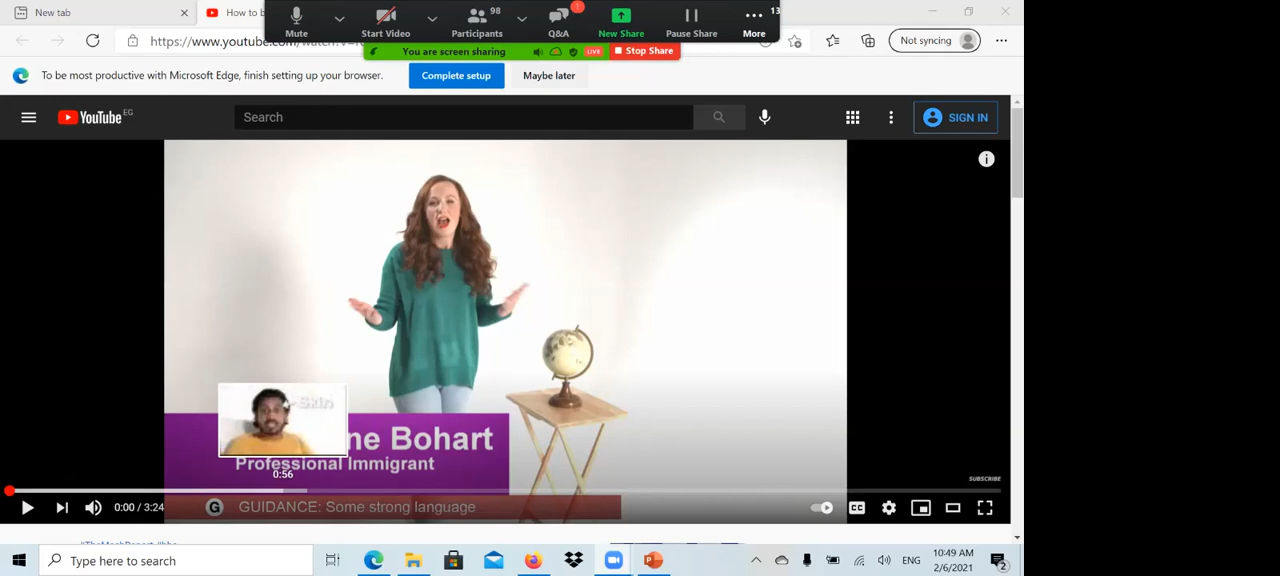 New tab
How to b
98
1
13
Mute
Start Video
Participants
Q&A
New Share
Pause Share
More
https://www.youtube.com/watch?v=
You are screen sharing
LIVE
Stop Share
Not syncing
To be most productive with Microsoft Edge, finish setting up your browser.
Complete setup
Maybe later
YouTube EG
Search
SIGN IN
Skin
ne Bohart
Professional Immigrant
0:56
SUBSCRIBE
0:00 / 3:24
G GUIDANCE: Some strong language
CC
Type here to search
ENG
10:49 AM
2/6/2021
2